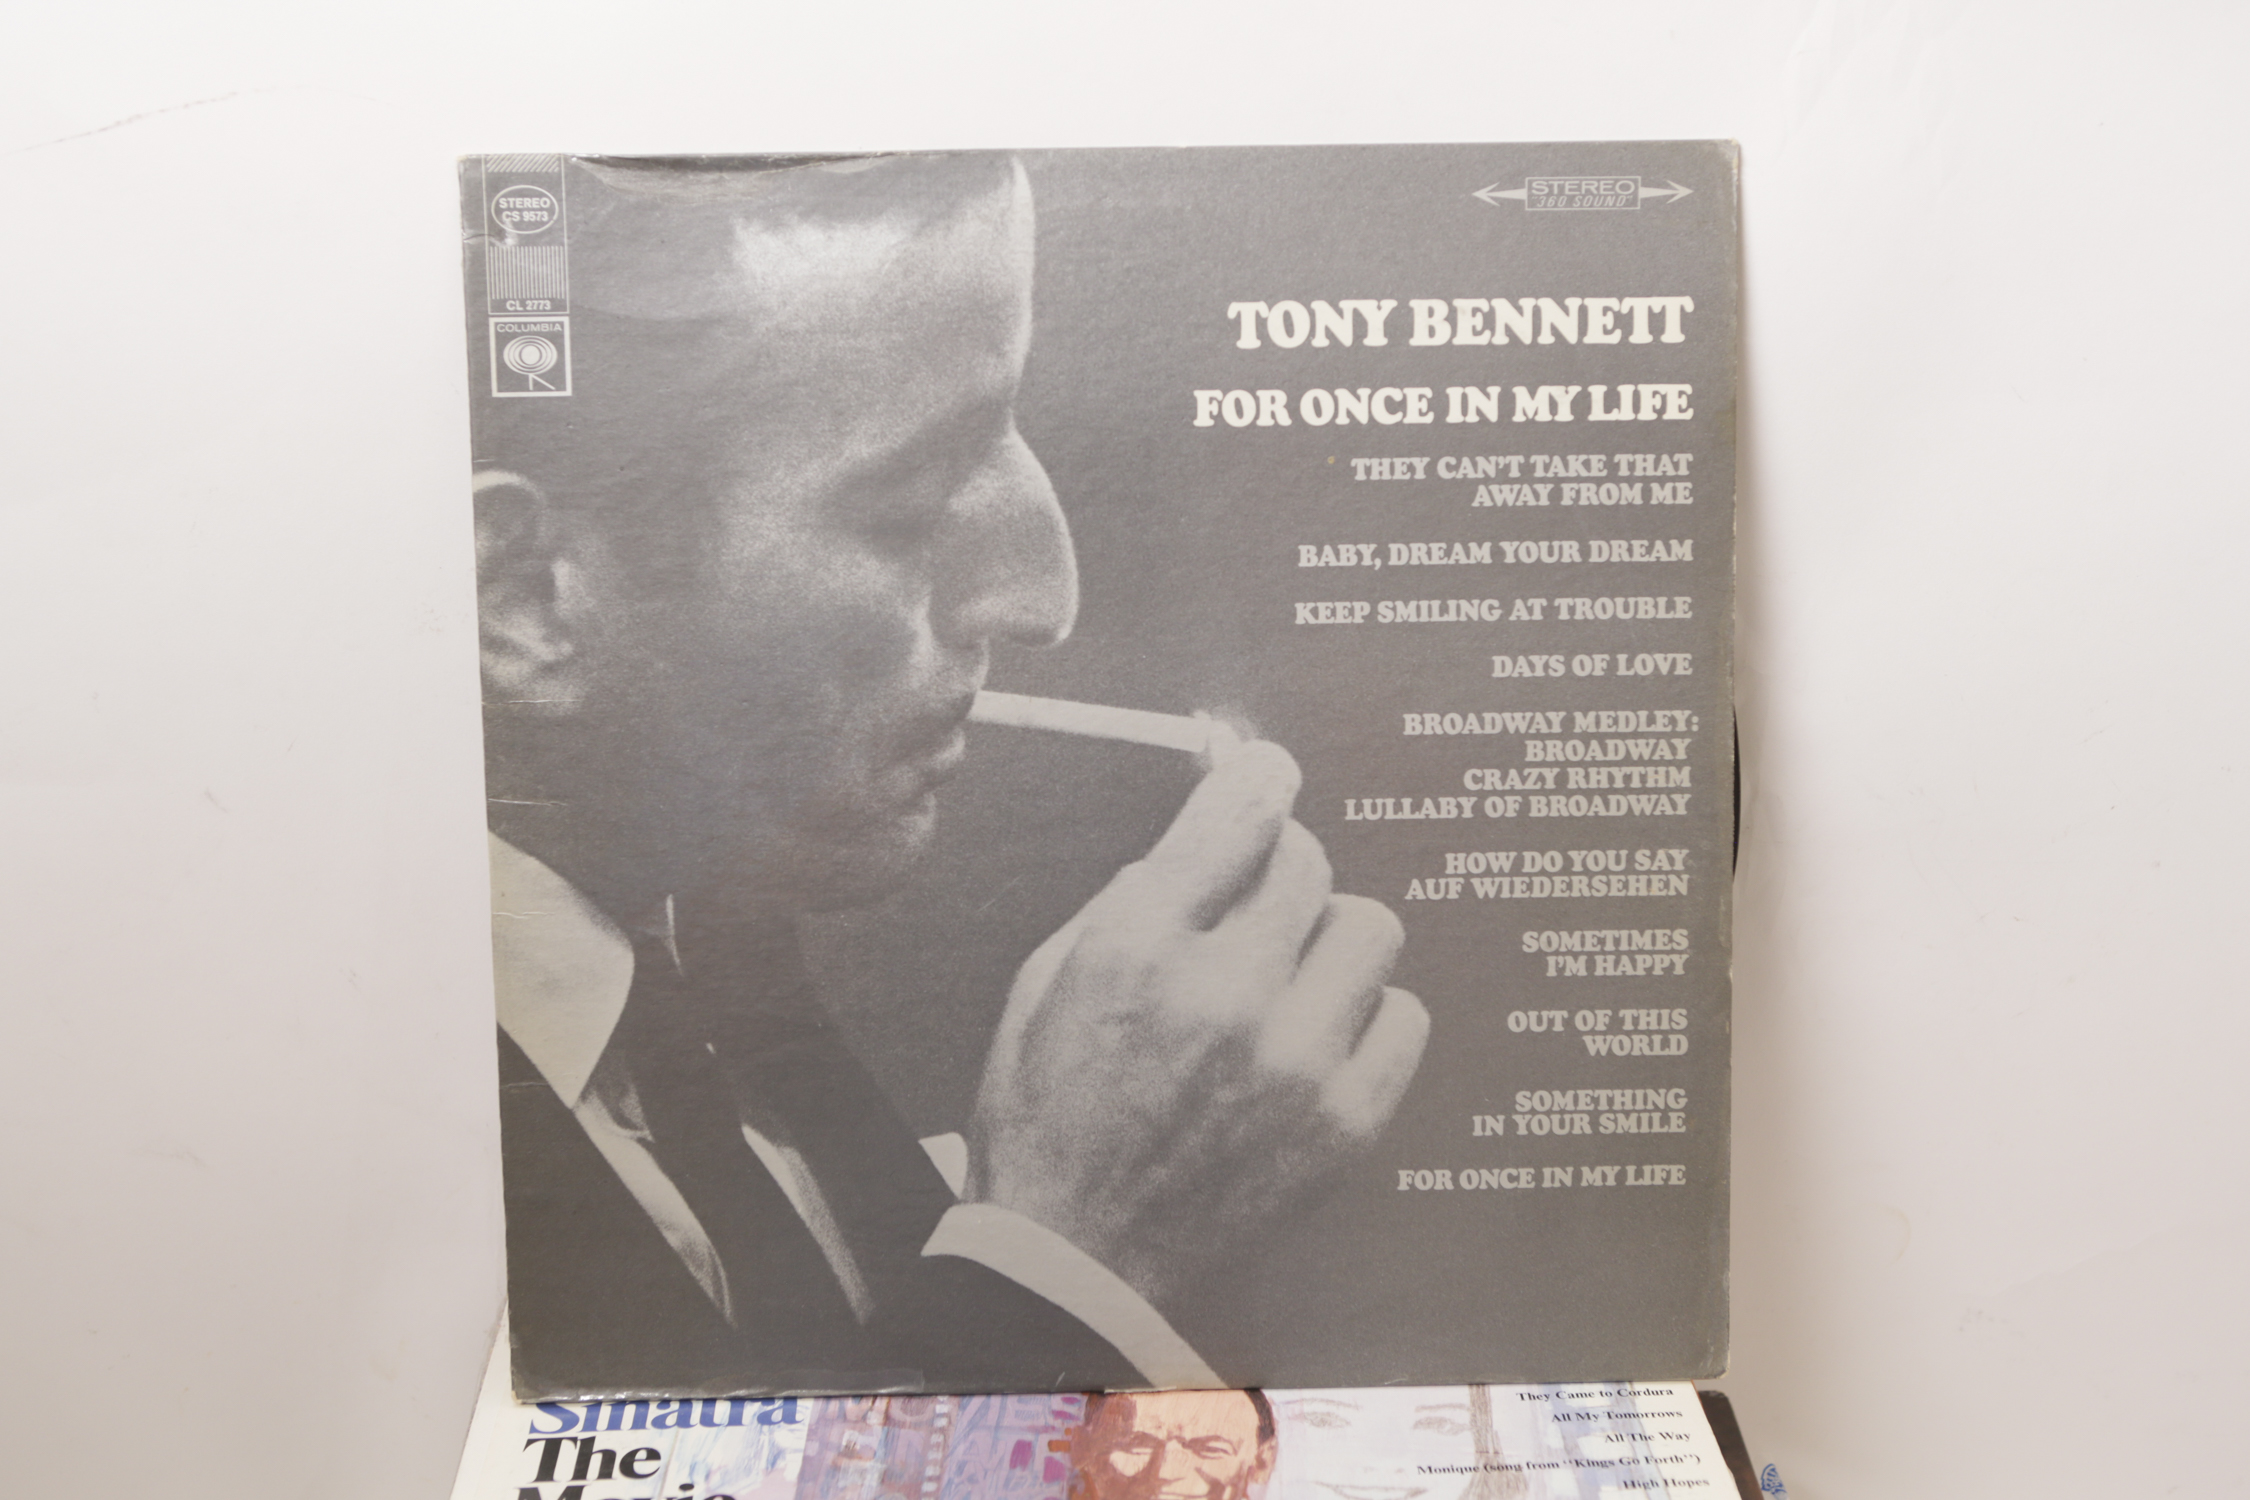 STEREO
CS 9573
CL 2773
COLUMBIA
STEREO
"360 SOUND"
TONY BENNETT
FOR ONCE IN MY LIFE
THEY CAN'T TAKE THAT
AWAY FROM ME
BABY, DREAM YOUR DREAM
KEEP SMILING AT TROUBLE
DAYS OF LOVE
BROADWAY MEDLEY:
BROADWAY
CRAZY RHYTHM
LULLABY OF BROADWAY
HOW DO YOU SAY
AUF WIEDERSEHEN
SOMETIMES
I'M HAPPY
OUT OF THIS
WORLD
SOMETHING
IN YOUR SMILE
FOR ONCE IN MY LIFE
Sinatra
The
Movie
They Came to Cordura
All My Tomorrows
All The Way
Monique (song from "Kings Go Forth")
High Hopes